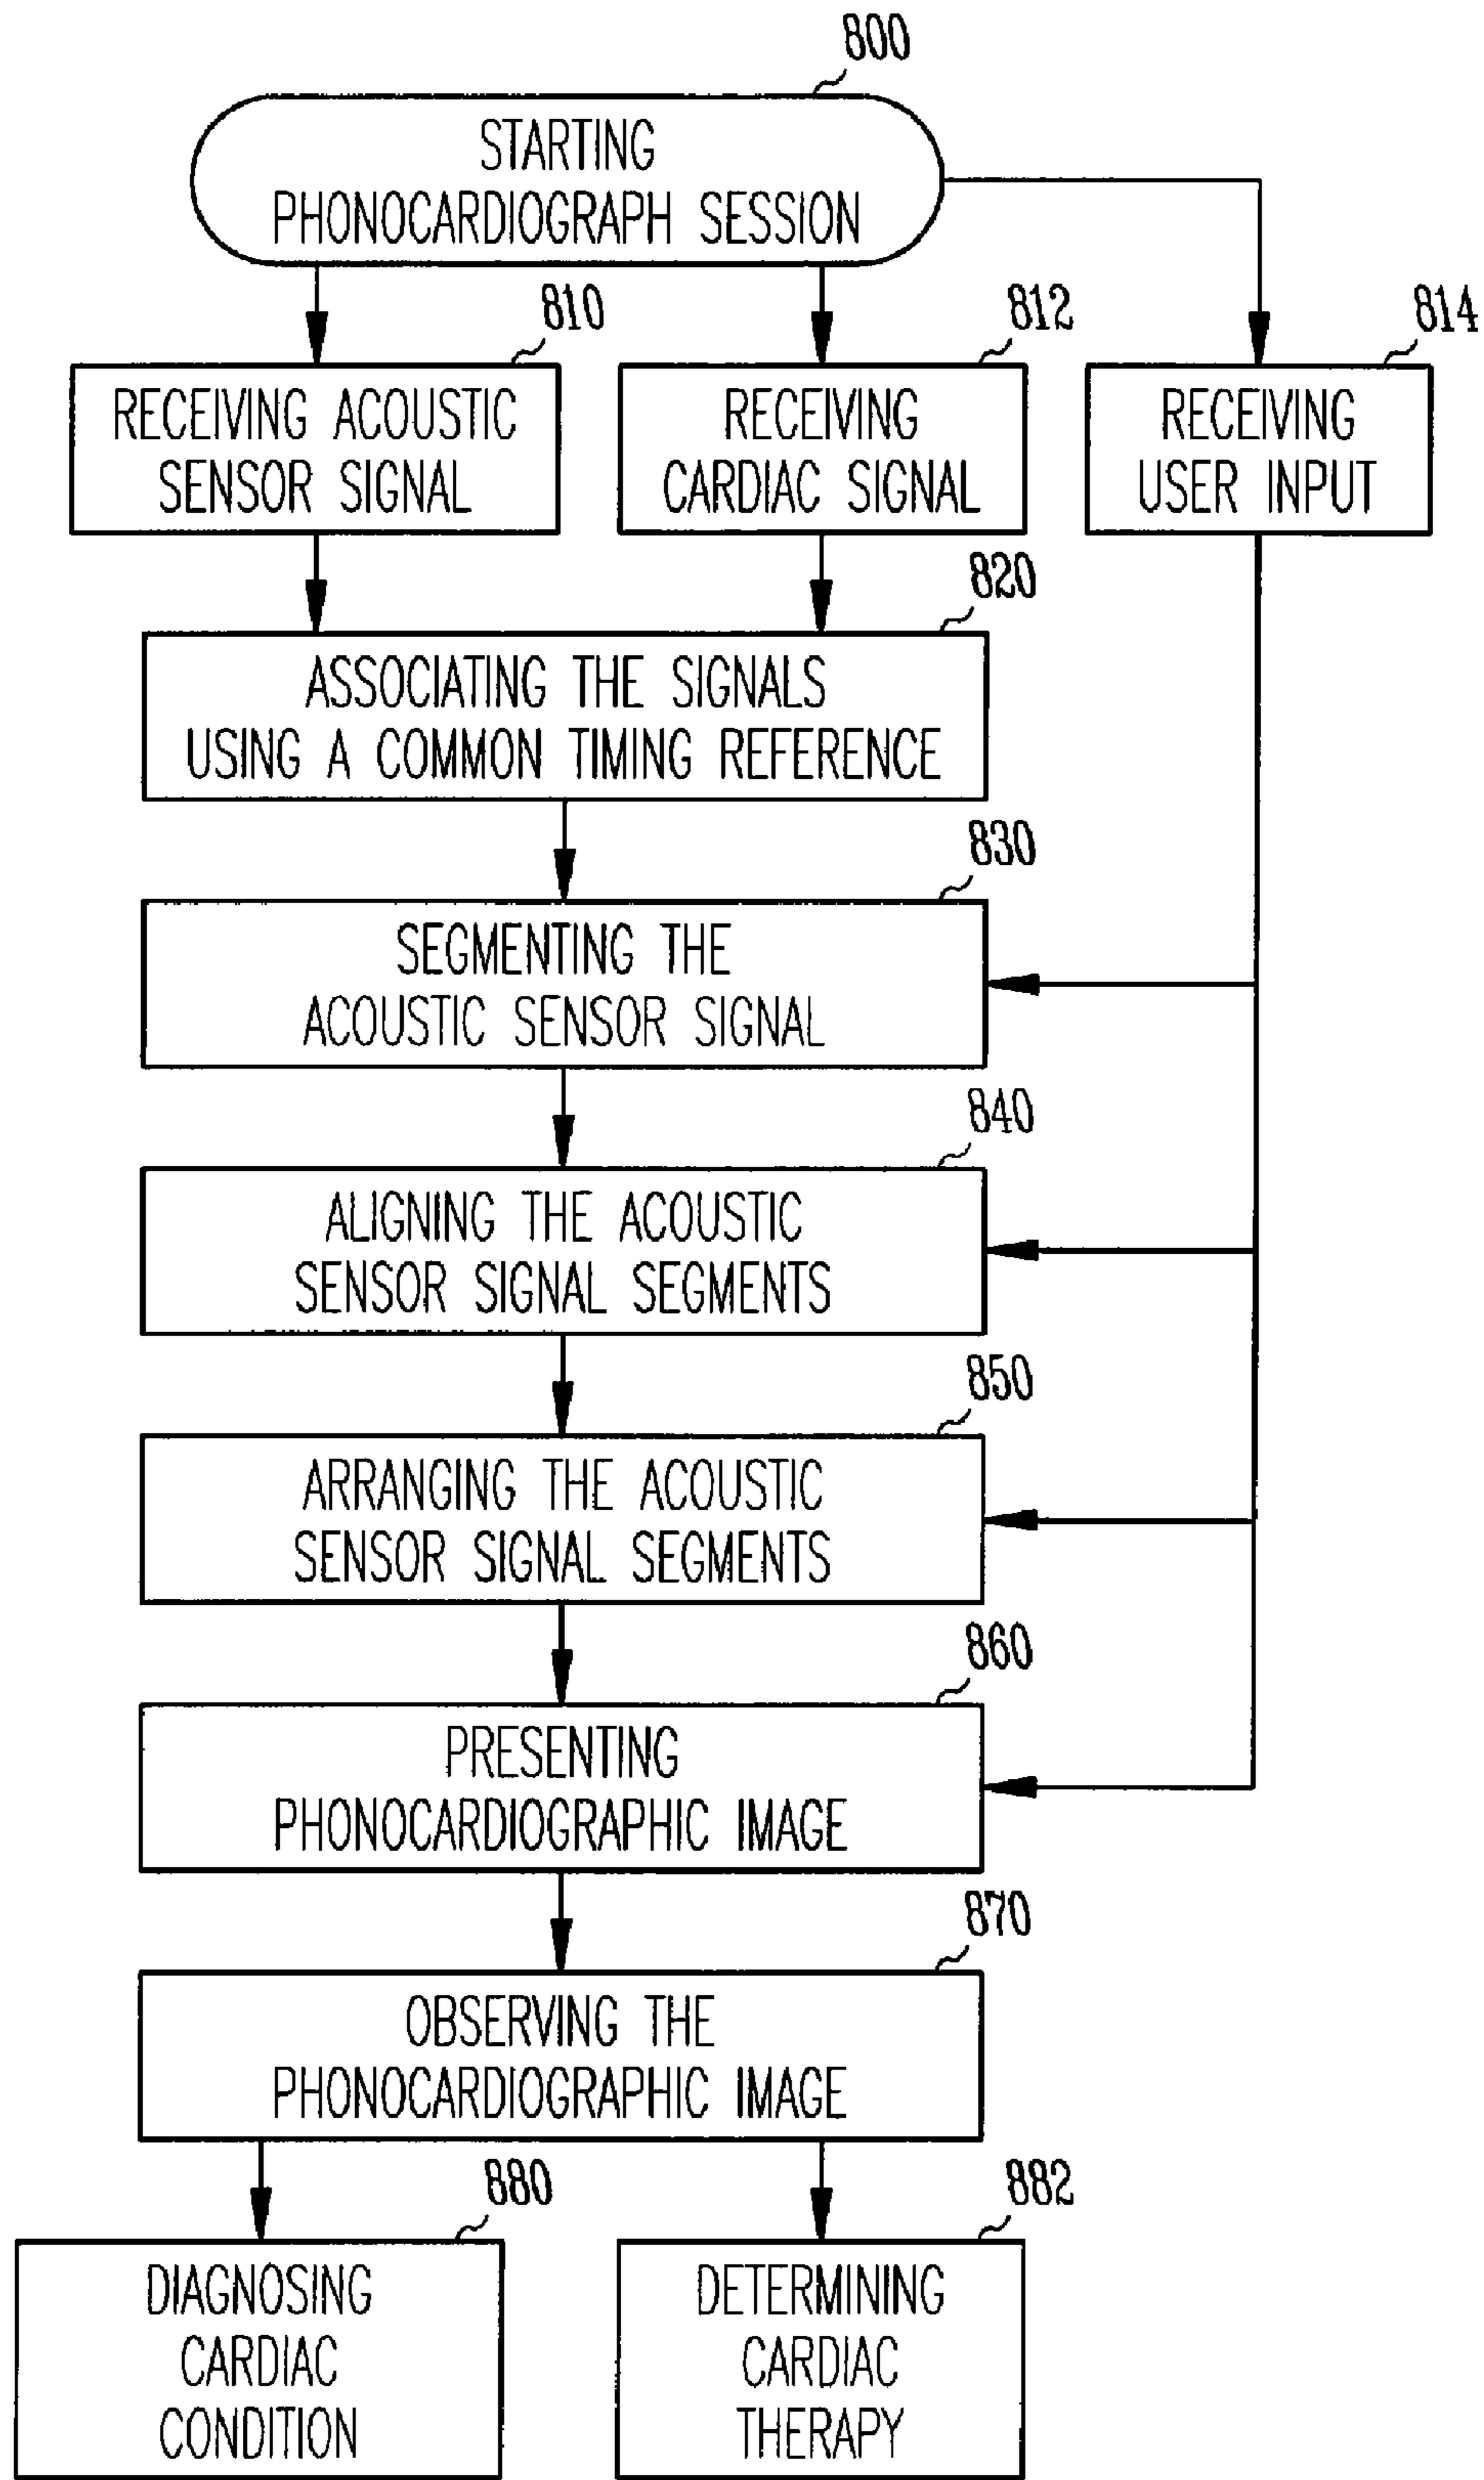 800
STARTING
PHONOCARDIOGRAPH SESSION
810
812
814
RECEIVING ACOUSTIC
SENSOR SIGNAL
RECEIVING
CARDIAC SIGNAL
RECEIVING
USER INPUT
820
ASSOCIATING THE SIGNALS
USING A COMMON TIMING REFERENCE
830
SEGMENTING THE
ACOUSTIC SENSOR SIGNAL
840
ALIGNING THE ACOUSTIC
SENSOR SIGNAL SEGMENTS
850
ARRANGING THE ACOUSTIC
SENSOR SIGNAL SEGMENTS
860
PRESENTING
PHONOCARDIOGRAPHIC IMAGE
870
OBSERVING THE
PHONOCARDIOGRAPHIC IMAGE
880
882
DIAGNOSING
CARDIAC
CONDITION
DETERMINING
CARDIAC
THERAPY